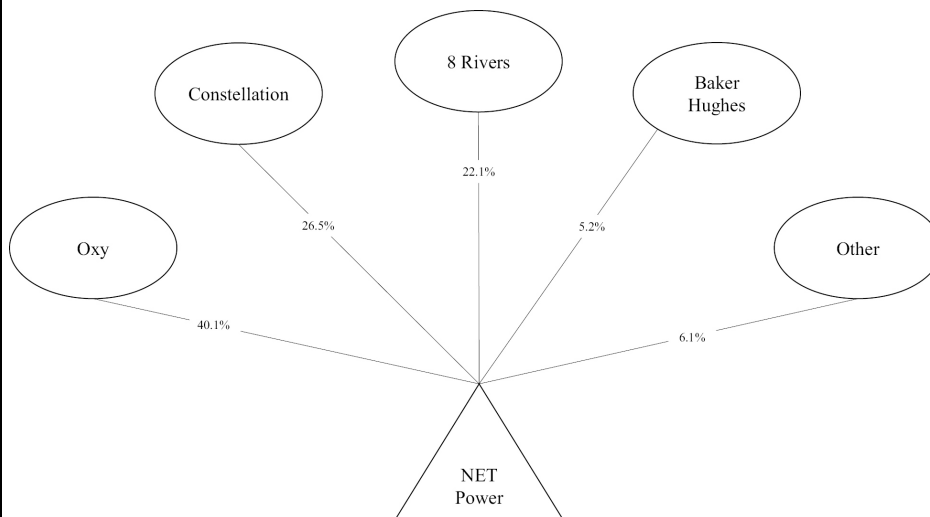 8 Rivers
Constellation
Baker
Hughes
22.1%
26.5%
5.2%
Oxy
Other
40.1%
6.1%
NET
Power